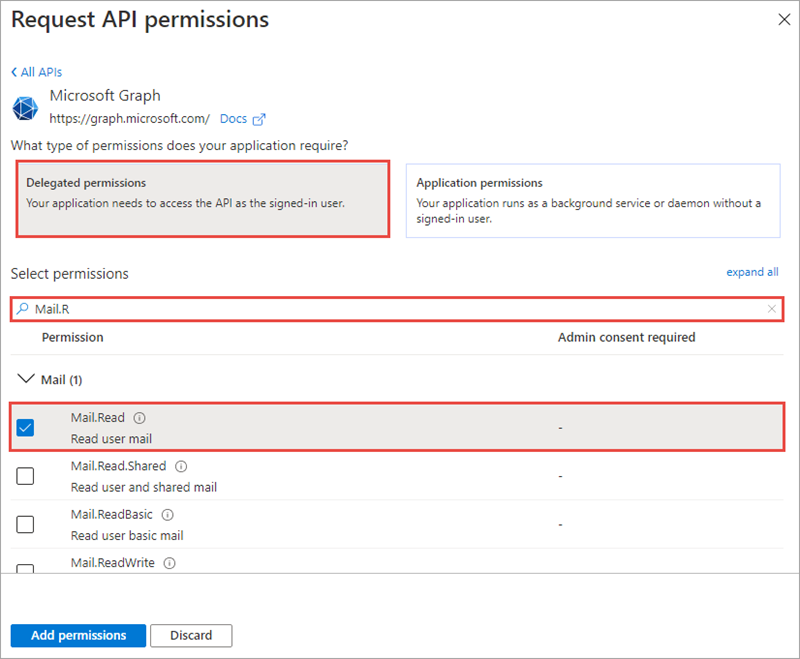 Request API permissions
All APIs
Microsoft Graph
https://graph.microsoft.com/ Docs
What type of permissions does your application require?
Delegated permissions
Your application needs to access the API as the signed-in user.
Application permissions
Your application runs as a background service or daemon without a
signed-in user.
Select permissions
expand all
Mail.R
Permission
Admin consent required
Mail (1)
Mail.Read
Read user mail
-
Mail.Read.Shared
Read user and shared mail
-
Mail.ReadBasic
Read user basic mail
-
Mail.ReadWrite
Add permissions
Discard